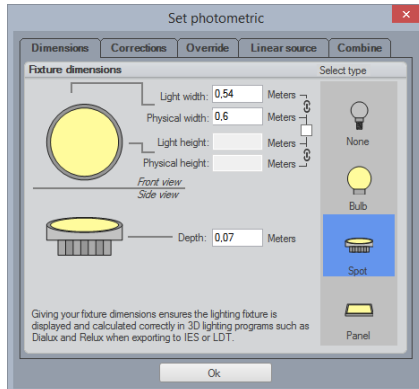 Set photometric
Dimensions Corrections Override Linear source Combine
Fixture dimensions Select type
Light width: 0,54 Meters
Physical width: 0,6 Meters
Light height: Meters
Physical height: Meters
None
Front view
Side view
Bulb
Depth: 0,07 Meters
Spot
Giving your fixture dimensions ensures the lighting fixture is
displayed and calculated correctly in 3D lighting programs such as
Dialux and Relux when exporting to IES or LDT.
Panel
Ok